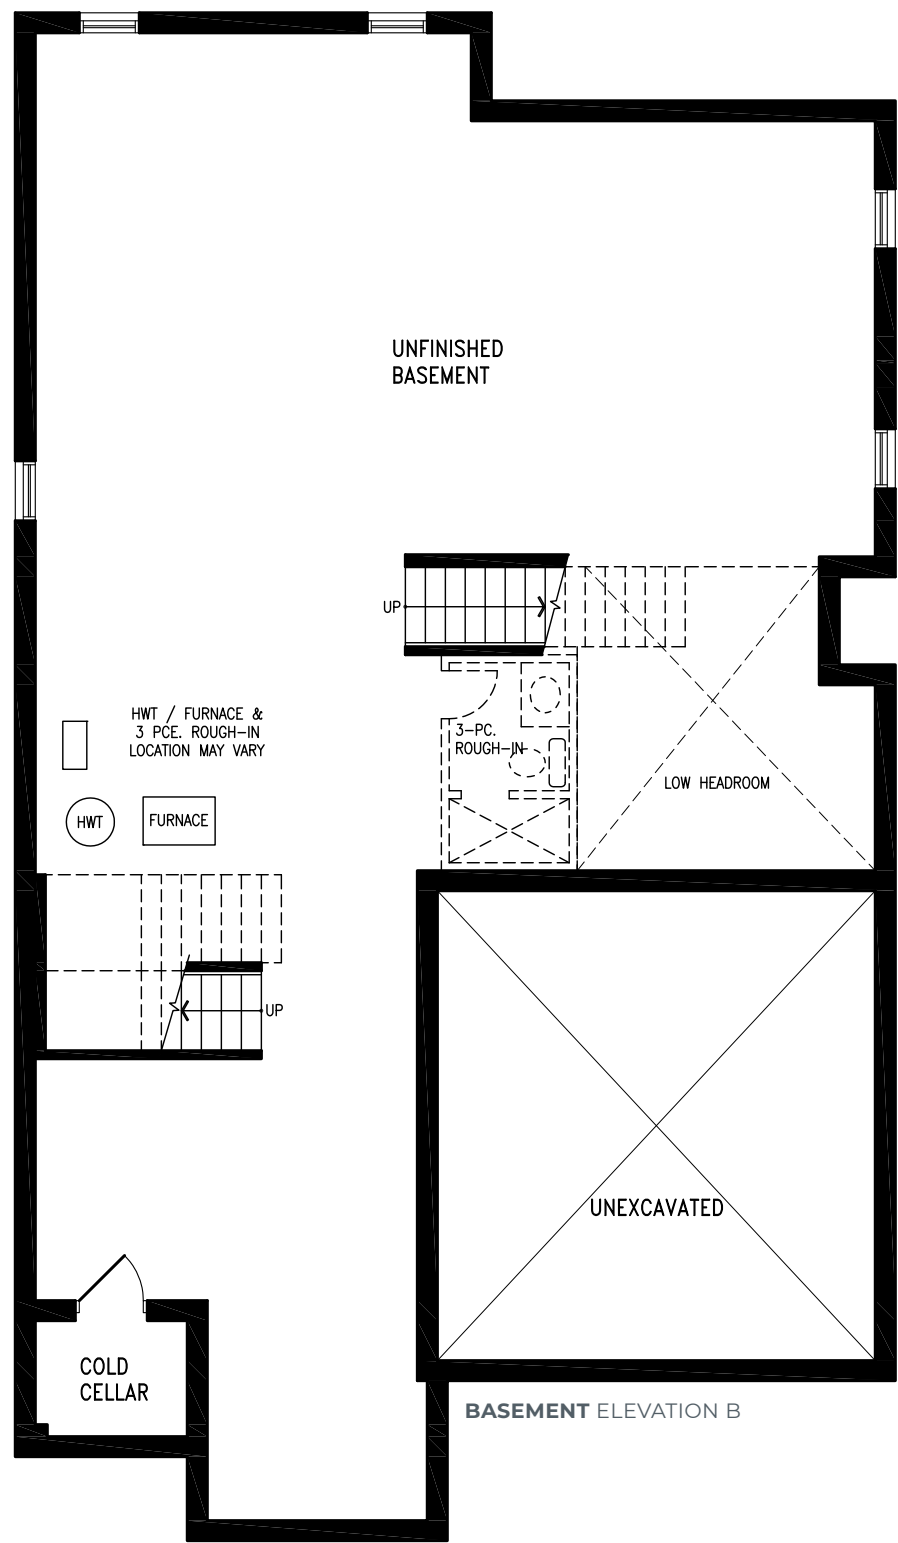 UNFINISHED
BASEMENT
UP
HWT / FURNACE &
3 PCE. ROUGH-IN
LOCATION MAY VARY
3-PC.
ROUGH-IN
LOW HEADROOM
HWT
FURNACE
UP
UNEXCAVATED
COLD
CELLAR
BASEMENT ELEVATION B